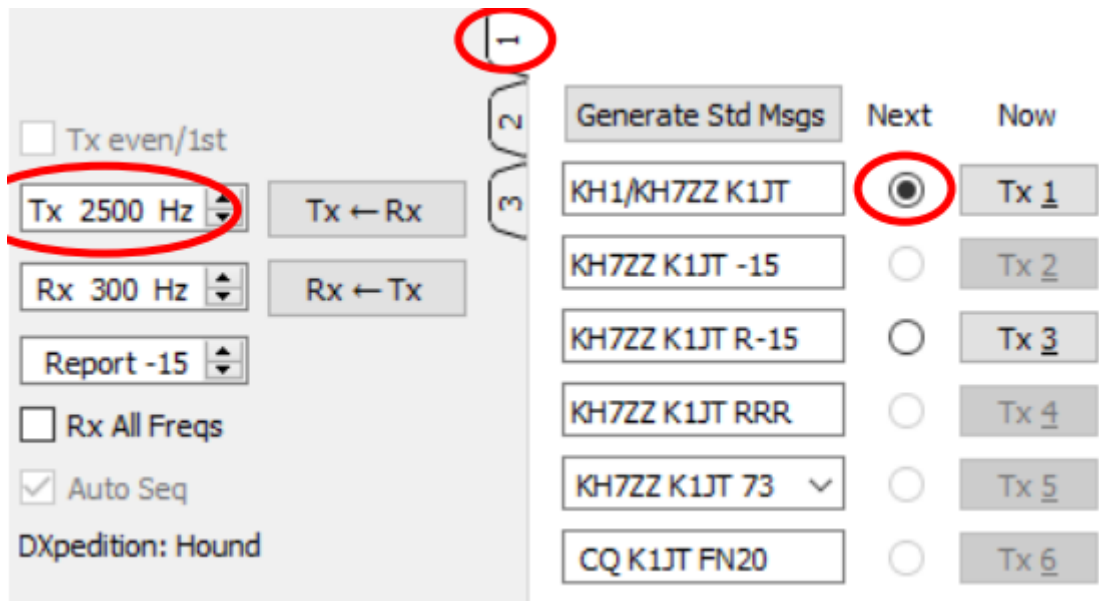 1
2
3
Tx even/1st
Tx 2500 Hz
Tx ← Rx
Rx 300 Hz
Rx ← Tx
Report -15
Rx All Freqs
Auto Seq
DXpedition: Hound
Generate Std Msgs Next Now
KH1/KH7ZZ K1JT Tx 1
KH7ZZ K1JT -15 Tx 2
KH7ZZ K1JT R-15 Tx 3
KH7ZZ K1JT RRR Tx 4
KH7ZZ K1JT 73 Tx 5
CQ K1JT FN20 Tx 6